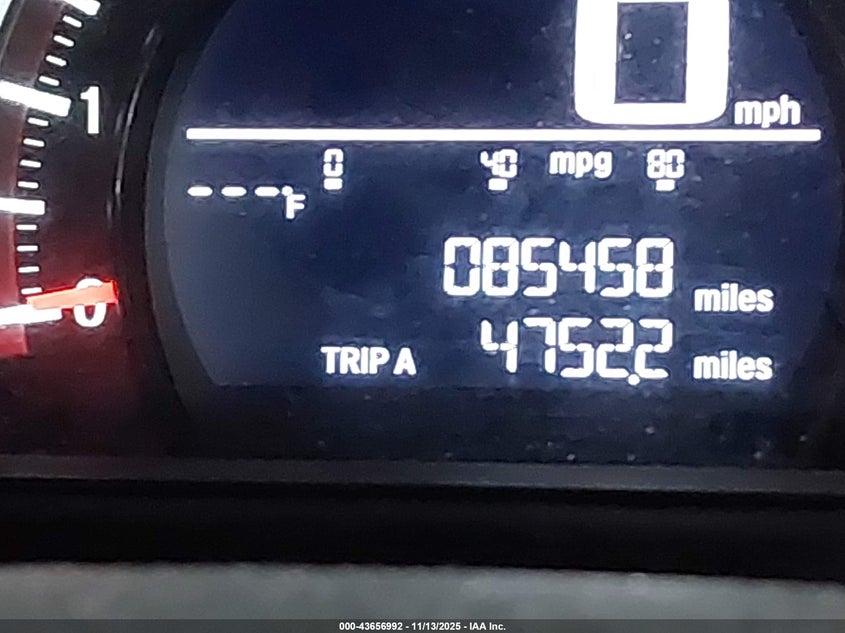 1
0 mph
0 40 mpg 80
---°F
085458 miles
0
TRIP A 4752.2 miles
000-43656992 - 11/13/2025 - IAA Inc.